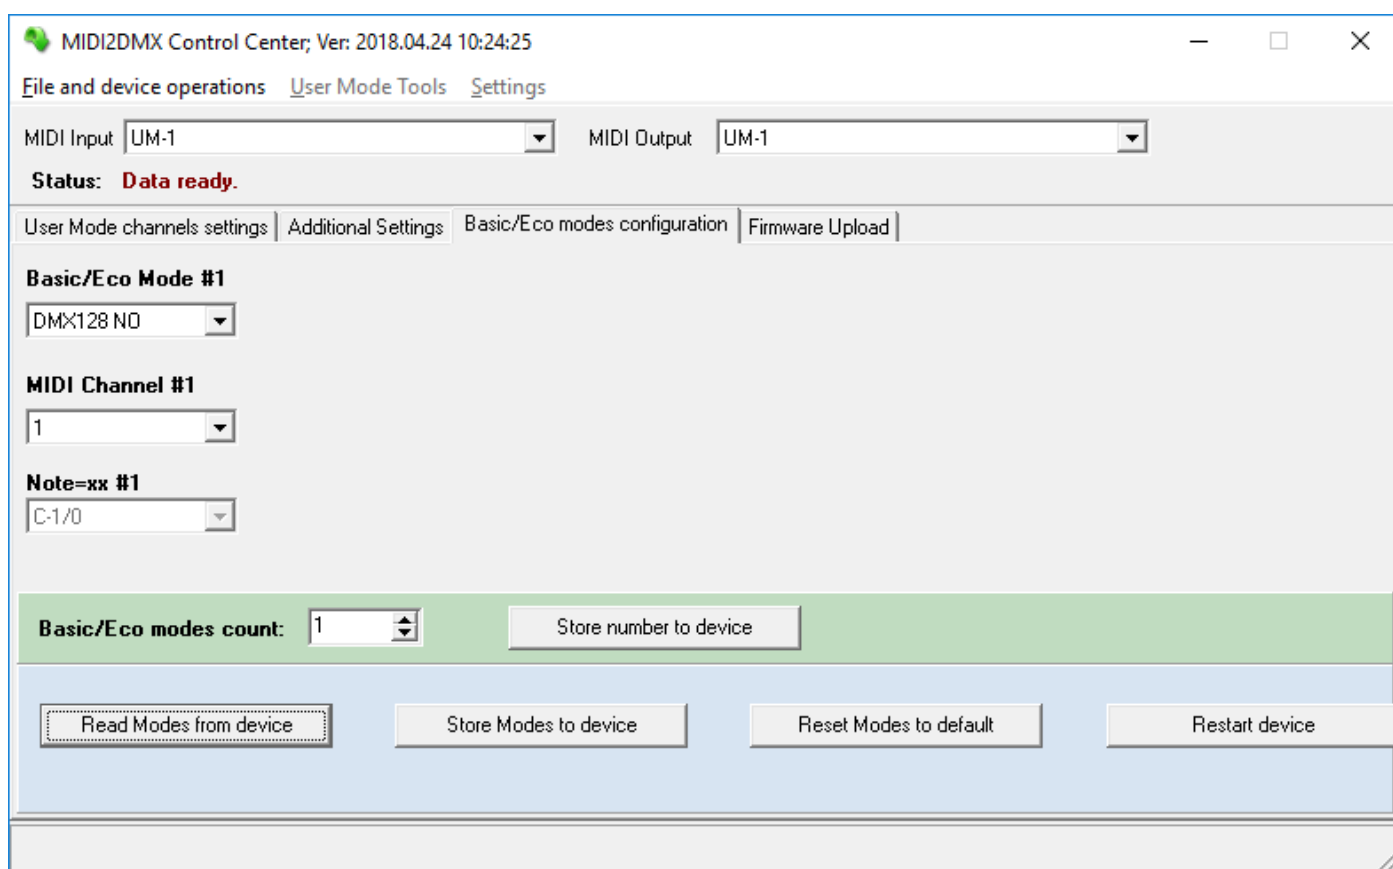 MIDI2DMX Control Center; Ver: 2018.04.24 10:24:25
File and device operations User Mode Tools Settings
MIDI Input UM-1 MIDI Output UM-1
Status: Data ready.
User Mode channels settings Additional Settings Basic/Eco modes configuration Firmware Upload
Basic/Eco Mode #1
DMX128 NO
MIDI Channel #1
1
Note=xx #1
C-1/0
Basic/Eco modes count: 1 Store number to device
Read Modes from device Store Modes to device Reset Modes to default Restart device